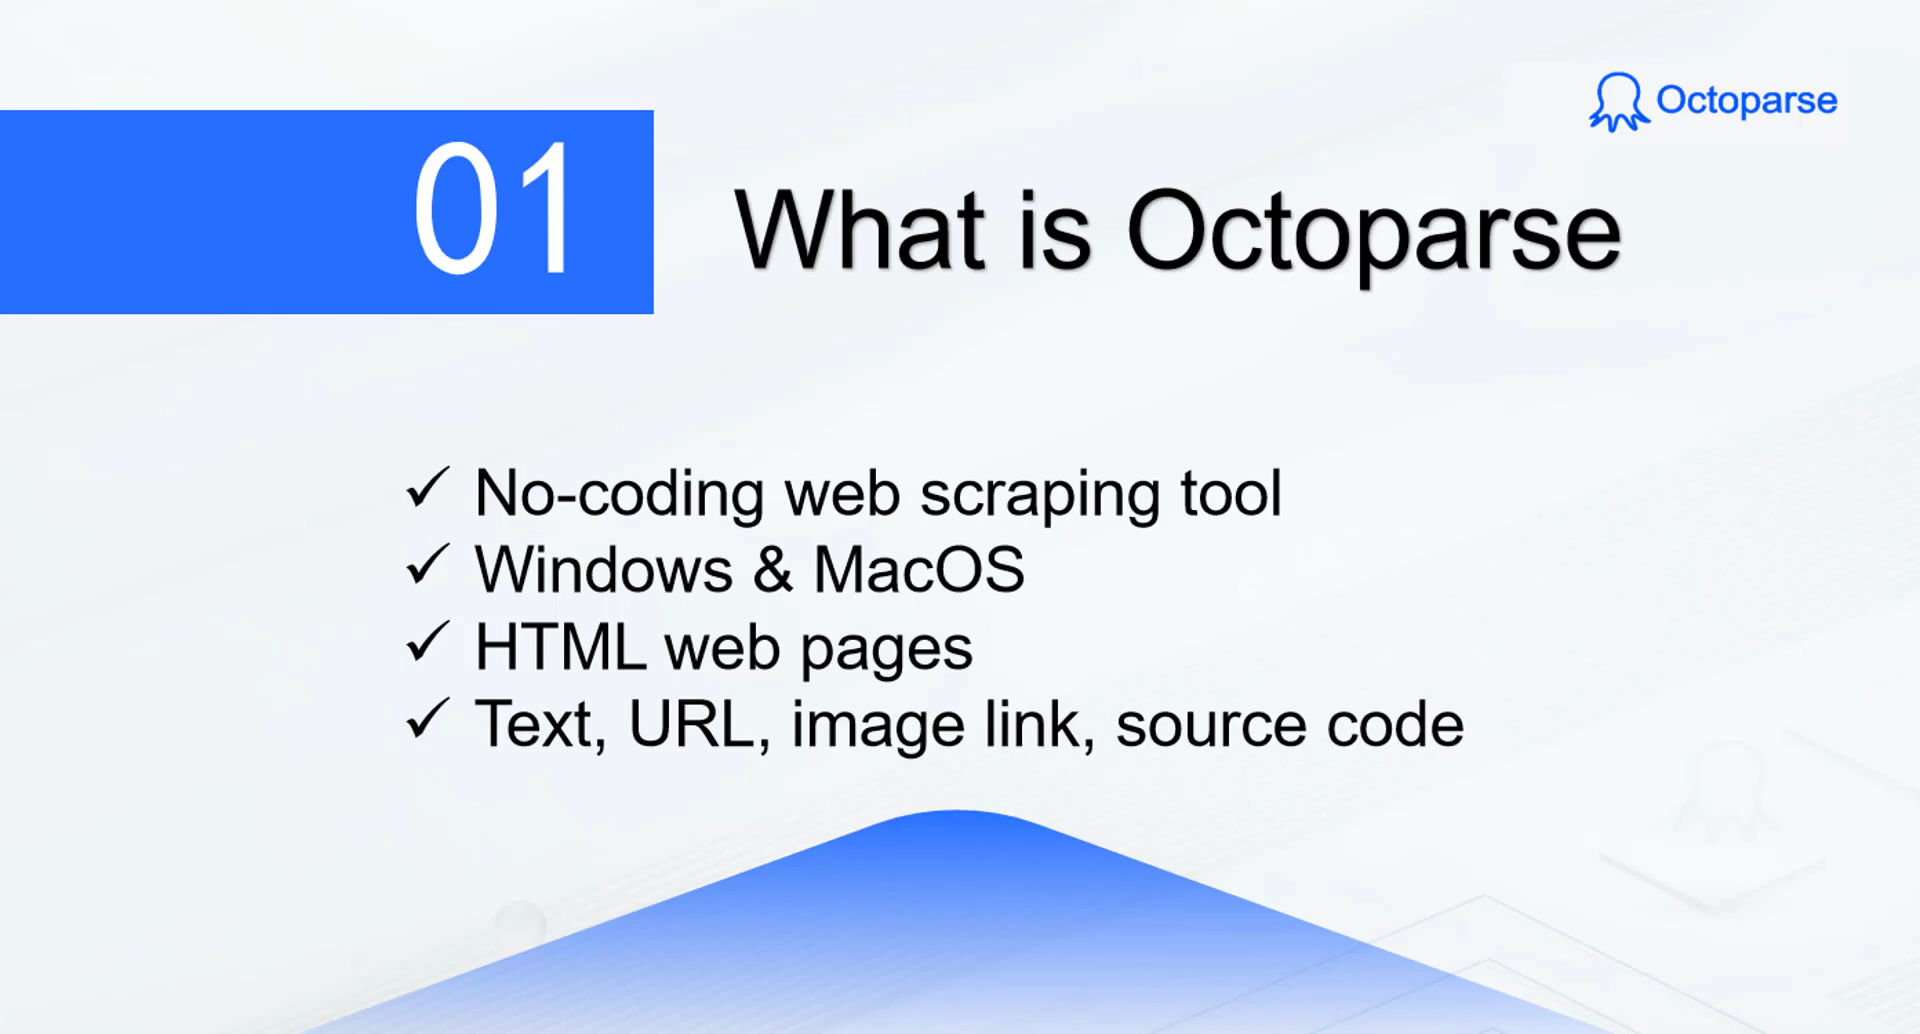 Octoparse
01
What is Octoparse
✓ No-coding web scraping tool
✓ Windows & MacOS
✓ HTML web pages
✓ Text, URL, image link, source code